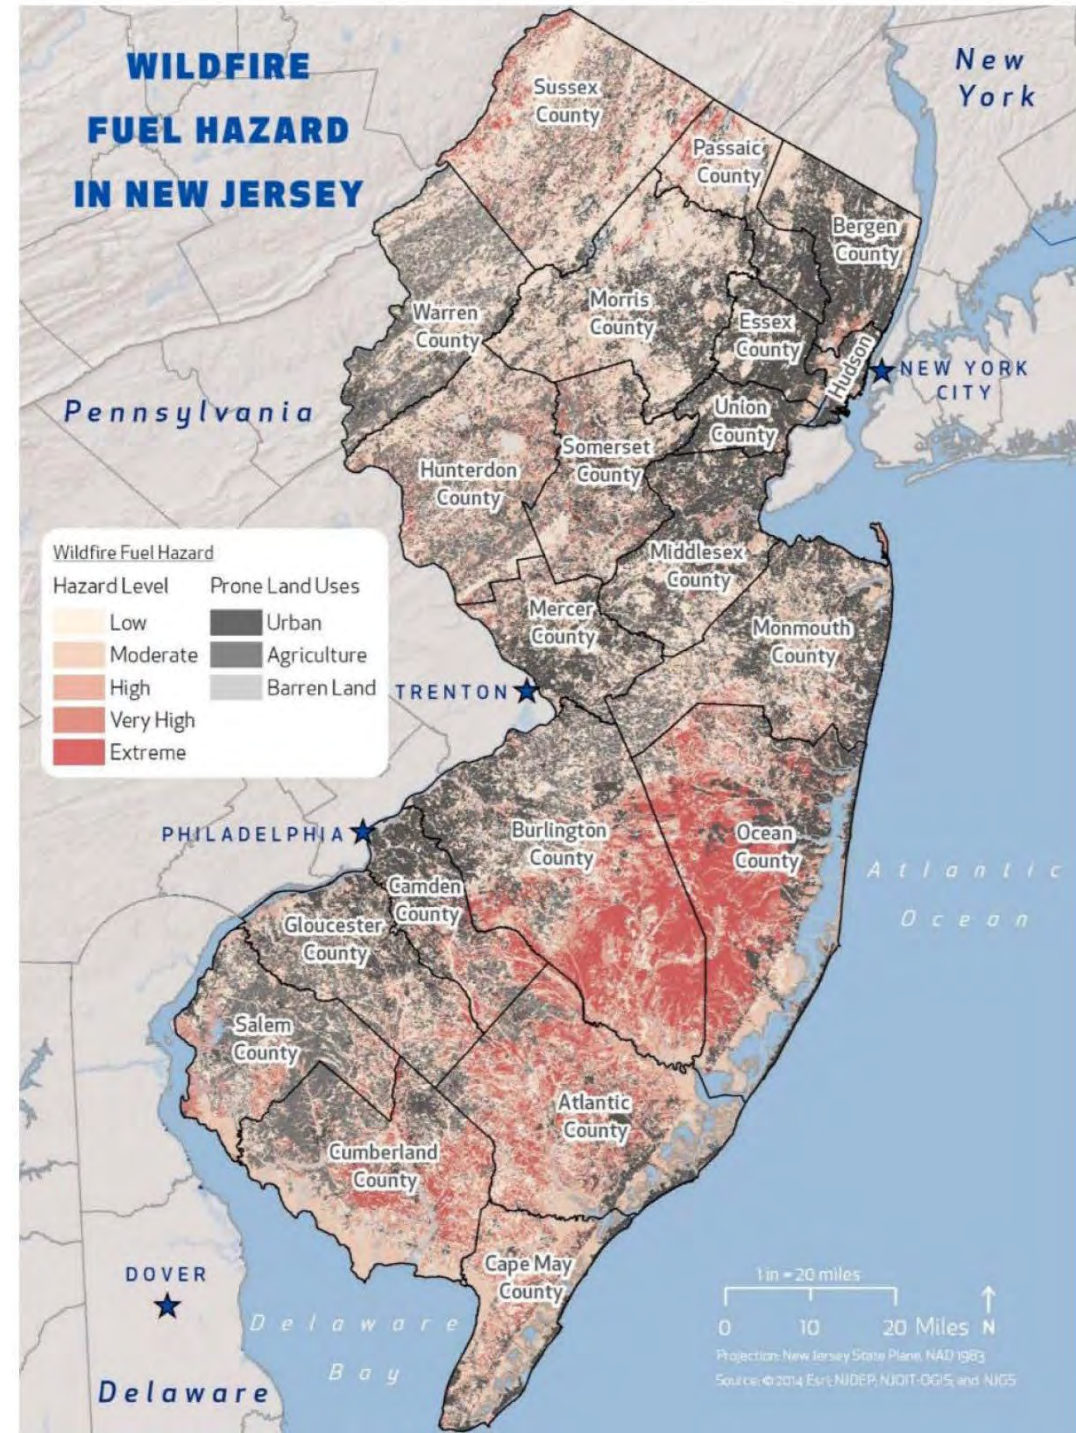 WILDFIRE
FUEL HAZARD
IN NEW JERSEY
New
York
Sussex
County
Passaic
County
Bergen
County
Warren
County
Morris
County
Essex
County
Hudson
NEW YORK
CITY
Pennsylvania
Union
County
Somerset
County
Hunterdon
County
Middlesex
County
Mercer
County
Monmouth
County
Wildfire Fuel Hazard
Hazard Level
Prone Land Uses
Low
Urban
Moderate
Agriculture
High
Barren Land
Very High
Extreme
TRENTON
PHILADELPHIA
Burlington
County
Ocean
County
Camden
County
Gloucester
County
Atlantic
Ocean
Salem
County
Atlantic
County
Cumberland
County
Cape May
County
DOVER
Delaware
Bay
Delaware
1 in = 20 miles
0 10 20 Miles N
Projection: New Jersey State Plane, NAD 1983
Source: © 2014 Esri; NJDEP, NJOIT-OGIS, and NJGS